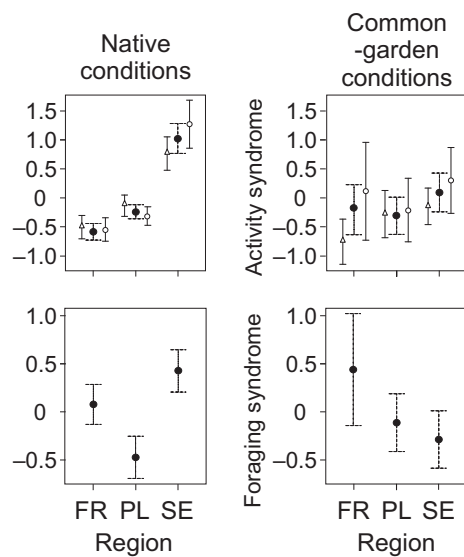 Native
conditions
Common
-garden
conditions
Activity syndrome
1.5
1.0
0.5
0
–0.5
–1.0
1.5
1.0
0.5
0
–0.5
–1.0
Foraging syndrome
1.0
0.5
0
–0.5
1.0
0.5
0
–0.5
FR PL SE
FR PL SE
Region
Region